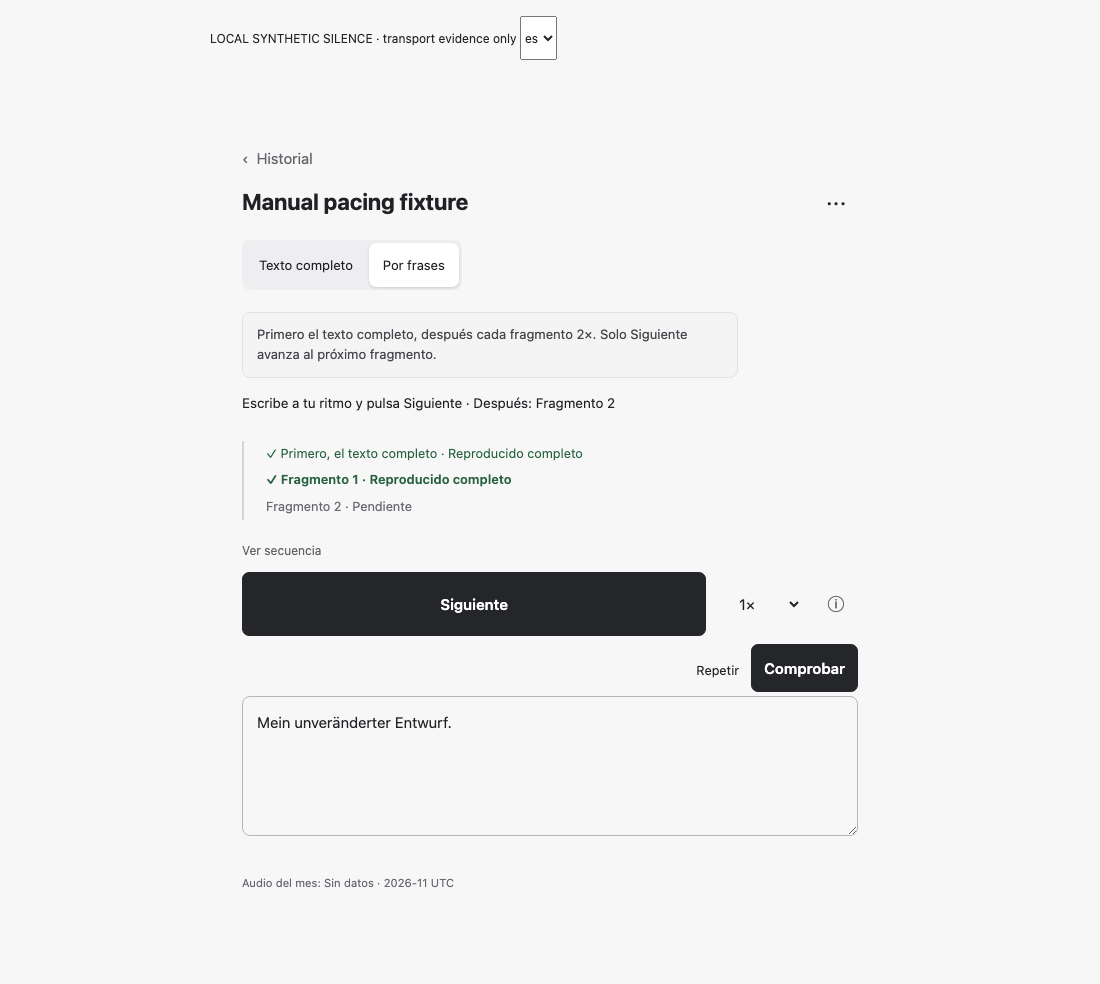 LOCAL SYNTHETIC SILENCE · transport evidence only es
‹ Historial
Manual pacing fixture
Texto completo Por frases
Primero el texto completo, después cada fragmento 2×. Solo Siguiente
avanza al próximo fragmento.
Escribe a tu ritmo y pulsa Siguiente · Después: Fragmento 2
✓ Primero, el texto completo · Reproducido completo
✓ Fragmento 1 · Reproducido completo
Fragmento 2 · Pendiente
Ver secuencia
Siguiente 1×
Repetir Comprobar
Mein unveränderter Entwurf.
Audio del mes: Sin datos · 2026-11 UTC